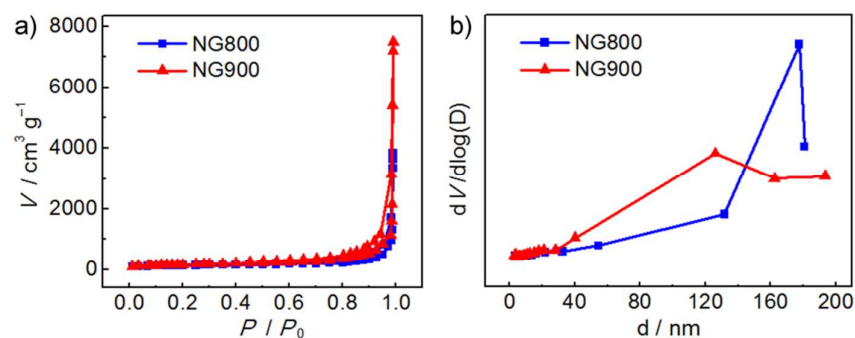 a)
8000
6000
4000
2000
0
V / cm³ g⁻¹
NG800
NG900
0.0 0.2 0.4 0.6 0.8 1.0
P / P₀
b)
dV/dlog(D)
NG800
NG900
0 40 80 120 160 200
d / nm